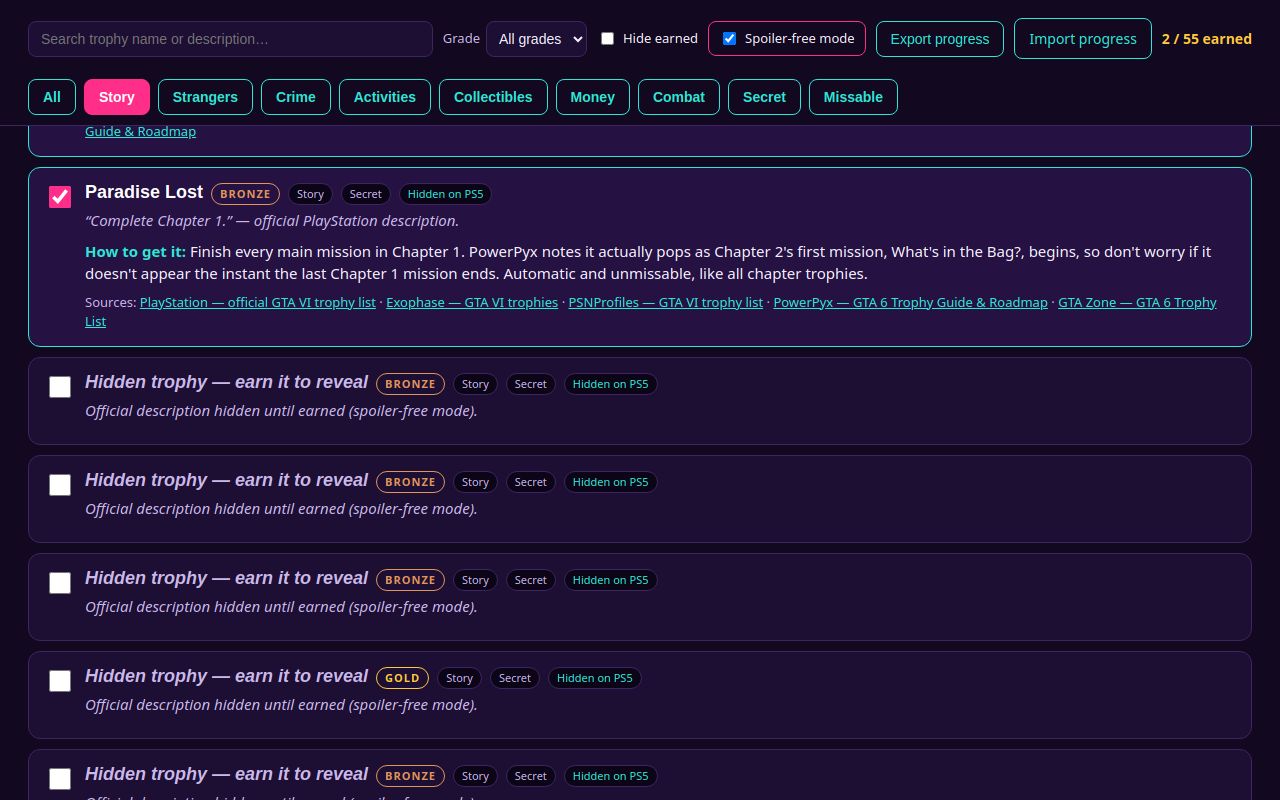 Search trophy name or description…
Grade
All grades
Hide earned
Spoiler-free mode
Export progress
Import progress
2 / 55 earned
All
Story
Strangers
Crime
Activities
Collectibles
Money
Combat
Secret
Missable
Guide & Roadmap
Paradise Lost BRONZE Story Secret Hidden on PS5
“Complete Chapter 1.” — official PlayStation description.
How to get it: Finish every main mission in Chapter 1. PowerPyx notes it actually pops as Chapter 2's first mission, What's in the Bag?, begins, so don't worry if it
doesn't appear the instant the last Chapter 1 mission ends. Automatic and unmissable, like all chapter trophies.
Sources: PlayStation — official GTA VI trophy list · Exophase — GTA VI trophies · PSNProfiles — GTA VI trophy list · PowerPyx — GTA 6 Trophy Guide & Roadmap · GTA Zone — GTA 6 Trophy
List
Hidden trophy — earn it to reveal BRONZE Story Secret Hidden on PS5
Official description hidden until earned (spoiler-free mode).
Hidden trophy — earn it to reveal BRONZE Story Secret Hidden on PS5
Official description hidden until earned (spoiler-free mode).
Hidden trophy — earn it to reveal BRONZE Story Secret Hidden on PS5
Official description hidden until earned (spoiler-free mode).
Hidden trophy — earn it to reveal GOLD Story Secret Hidden on PS5
Official description hidden until earned (spoiler-free mode).
Hidden trophy — earn it to reveal BRONZE Story Secret Hidden on PS5